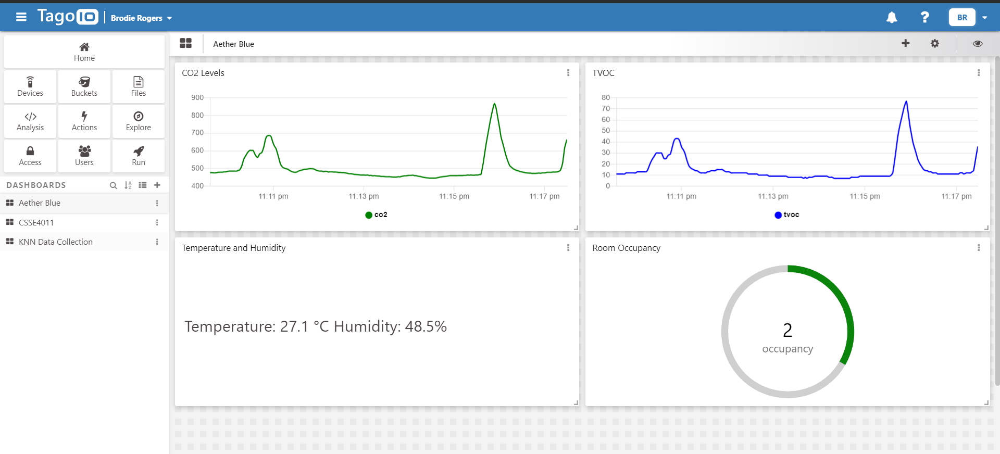 Tago IO Brodie Rogers
BR
Home
Devices Buckets Files
Analysis Actions Explore
Access Users Run
DASHBOARDS
Aether Blue
CSSE4011
KNN Data Collection
Aether Blue
CO2 Levels
900
800
700
600
500
400
11:11 pm 11:13 pm 11:15 pm 11:17 pm
co2
TVOC
80
70
60
50
40
30
20
10
0
11:11 pm 11:13 pm 11:15 pm 11:17 pm
tvoc
Temperature and Humidity
Temperature: 27.1 °C Humidity: 48.5%
Room Occupancy
2
occupancy